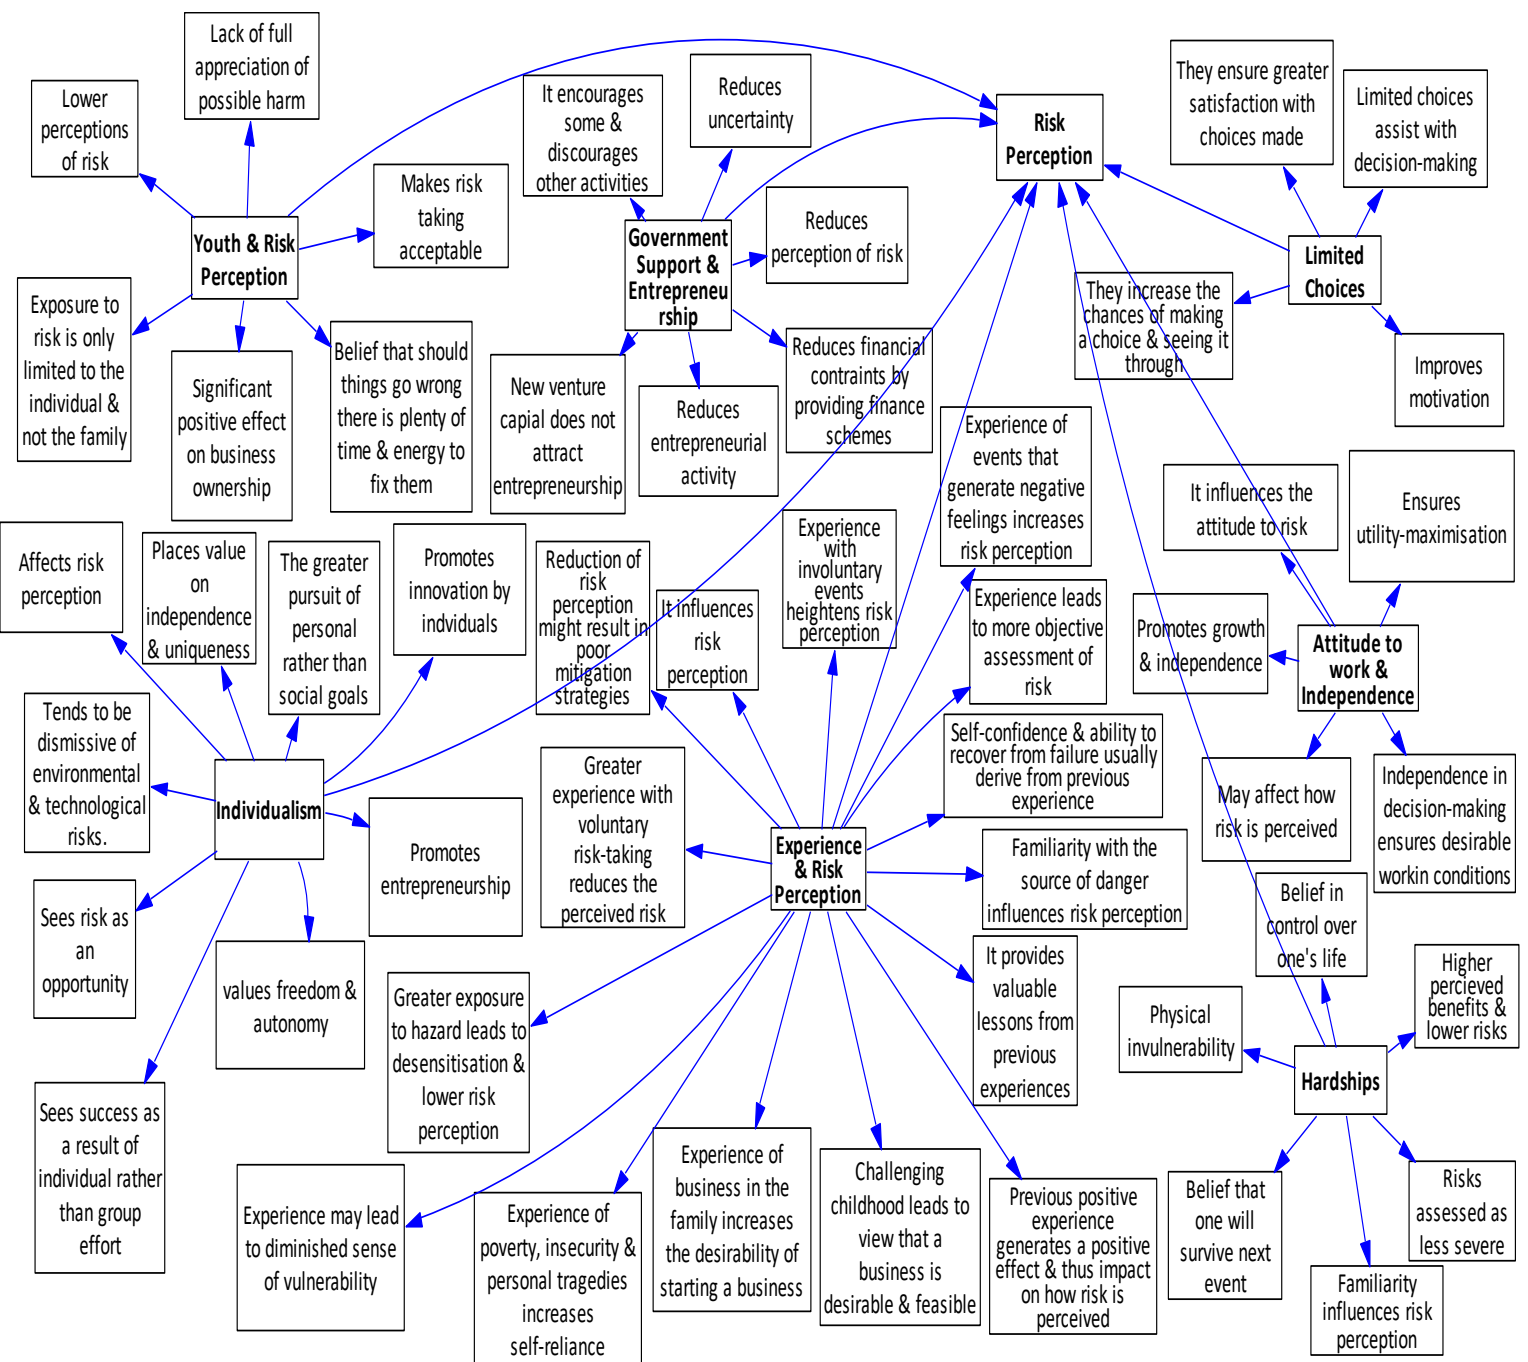 Lack of full
appreciation of
possible harm
Lower
perceptions
of risk
Makes risk
taking
acceptable
Youth & Risk
Perception
Exposure to
risk is only
limited to the
individual &
not the family
Significant
positive effect
on business
ownership
Belief that should
things go wrong
there is plenty of
time & energy to
fix them
It encourages
some &
discourages
other activities
Reduces
uncertainty
Reduces
perception of risk
Government
Support &
Entrepreneu
rship
New venture
capial does not
attract
entrepreneurship
Reduces
entrepreneurial
activity
Reduces financial
contraints by
providing finance
schemes
Risk
Perception
They ensure greater
satisfaction with
choices made
Limited choices
assist with
decision-making
Limited
Choices
They increase the
chances of making
a choice & seeing it
through
Improves
motivation
It influences the
attitude to risk
Ensures
utility-maximisation
Promotes growth
& independence
Attitude to
work &
Independence
May affect how
risk is perceived
Independence in
decision-making
ensures desirable
workin conditions
Affects risk
perception
Places value
on
independence
& uniqueness
The greater
pursuit of
personal
rather than
social goals
Promotes
innovation by
indviduals
Tends to be
dismissive of
environmental
& technological
risks.
Individualism
Promotes
entrepreneurship
Sees risk as
an
opportunity
values freedom &
autonomy
Sees success as
a result of
individual rather
than group
effort
Reduction of
risk
perception
might result in
poor
mitigation
strategies
It influences
risk
perception
Experience
with
involuntary
events
heightens risk
perception
Experience of
events that
generate negative
feelings increases
risk perception
Experience leads
to more objective
assessment of
risk
Self-confidence & ability to
recover from failure usually
derive from previous
experience
Greater
experience with
voluntary
risk-taking
reduces the
perceived risk
Experience
& Risk
Perception
Familiarity with the
source of danger
influences risk perception
It provides
valuable
lessons from
previous
experiences
Greater exposure
to hazard leads to
desensitisation &
lower risk
perception
Experience may lead
to diminished sense
of vulnerability
Experience of
poverty, insecurity &
personal tragedies
increases
self-reliance
Experience of
business in the
family increases
the desirability of
starting a business
Challenging
childhood leads to
view that a
business is
desirable & feasible
Previous positive
experience
generates a positive
effect & thus impact
on how risk is
perceived
Belief in
control over
one's life
Higher
percieved
benefits &
lower risks
Physical
invulnerability
Hardships
Belief that
one will
survive next
event
Familiarity
influences risk
perception
Risks
assessed as
less severe